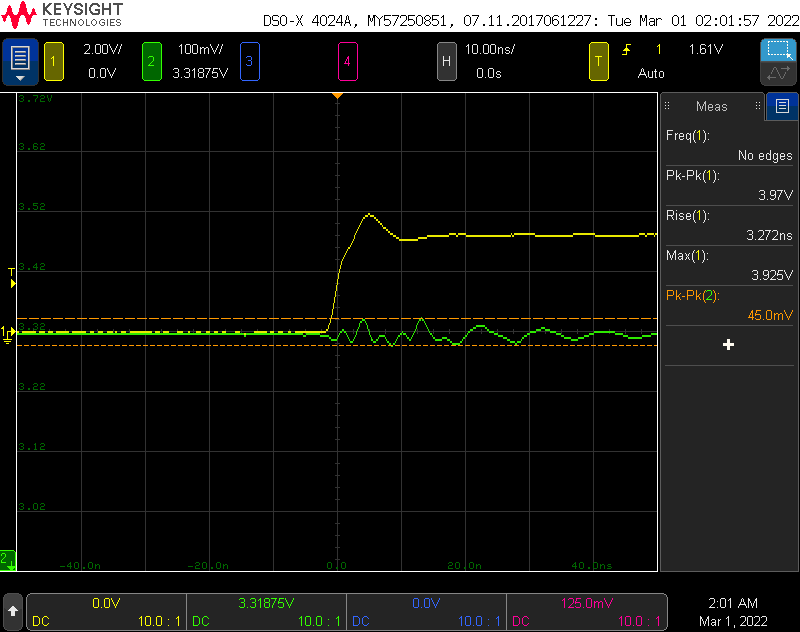 KEYSIGHT
TECHNOLOGIES
DSO-X 4024A, MY57250851, 07.11.2017061227: Tue Mar 01 02:01:57 2022
1 2.00V/ 2 100mV/ 3 4 H 10.00ns/ T 1 1.61V
0.0V 3.31875V 0.0s Auto
3.72V
3.62
3.52
3.42
3.32
3.22
3.12
3.02
T
1
2
-40.0n -20.0n 0.0 20.0n 40.0ns
Meas
Freq(1):
No edges
Pk-Pk(1):
3.97V
Rise(1):
3.272ns
Max(1):
3.925V
Pk-Pk(2):
45.0mV
0.0V 3.31875V 0.0V 125.0mV
DC 10.0 : 1 DC 10.0 : 1 DC 10.0 : 1 DC 10.0 : 1
2:01 AM
Mar 1, 2022